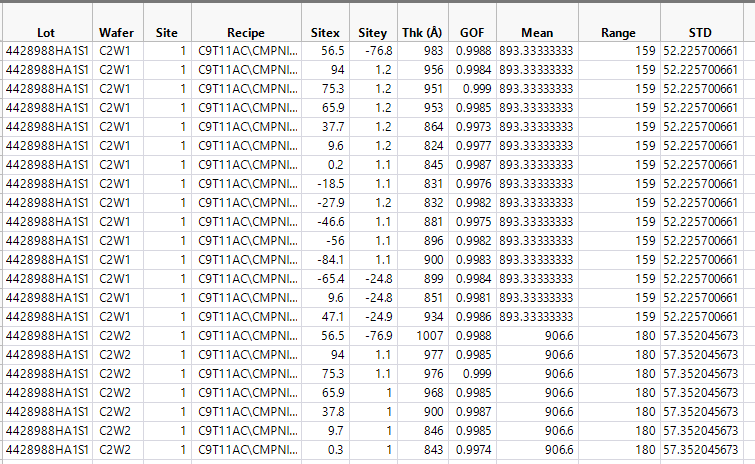 Lot Wafer Site Recipe Sitex Sitey Thk (Å) GOF Mean Range STD
4428988HA1S1 C2W1 1 C9T11AC\CMPNI... 56.5 -76.8 983 0.9988 893.33333333 159 52.225700661
4428988HA1S1 C2W1 1 C9T11AC\CMPNI... 94 1.2 956 0.9984 893.33333333 159 52.225700661
4428988HA1S1 C2W1 1 C9T11AC\CMPNI... 75.3 1.2 951 0.999 893.33333333 159 52.225700661
4428988HA1S1 C2W1 1 C9T11AC\CMPNI... 65.9 1.2 953 0.9985 893.33333333 159 52.225700661
4428988HA1S1 C2W1 1 C9T11AC\CMPNI... 37.7 1.2 864 0.9973 893.33333333 159 52.225700661
4428988HA1S1 C2W1 1 C9T11AC\CMPNI... 9.6 1.2 824 0.9977 893.33333333 159 52.225700661
4428988HA1S1 C2W1 1 C9T11AC\CMPNI... 0.2 1.1 845 0.9987 893.33333333 159 52.225700661
4428988HA1S1 C2W1 1 C9T11AC\CMPNI... -18.5 1.1 831 0.9976 893.33333333 159 52.225700661
4428988HA1S1 C2W1 1 C9T11AC\CMPNI... -27.9 1.2 832 0.9982 893.33333333 159 52.225700661
4428988HA1S1 C2W1 1 C9T11AC\CMPNI... -46.6 1.1 881 0.9975 893.33333333 159 52.225700661
4428988HA1S1 C2W1 1 C9T11AC\CMPNI... -56 1.1 896 0.9982 893.33333333 159 52.225700661
4428988HA1S1 C2W1 1 C9T11AC\CMPNI... -84.1 1.1 900 0.9983 893.33333333 159 52.225700661
4428988HA1S1 C2W1 1 C9T11AC\CMPNI... -65.4 -24.8 899 0.9984 893.33333333 159 52.225700661
4428988HA1S1 C2W1 1 C9T11AC\CMPNI... 9.6 -24.8 851 0.9981 893.33333333 159 52.225700661
4428988HA1S1 C2W1 1 C9T11AC\CMPNI... 47.1 -24.9 934 0.9986 893.33333333 159 52.225700661
4428988HA1S1 C2W2 1 C9T11AC\CMPNI... 56.5 -76.9 1007 0.9988 906.6 180 57.352045673
4428988HA1S1 C2W2 1 C9T11AC\CMPNI... 94 1.1 977 0.9985 906.6 180 57.352045673
4428988HA1S1 C2W2 1 C9T11AC\CMPNI... 75.3 1.1 976 0.999 906.6 180 57.352045673
4428988HA1S1 C2W2 1 C9T11AC\CMPNI... 65.9 1 968 0.9985 906.6 180 57.352045673
4428988HA1S1 C2W2 1 C9T11AC\CMPNI... 37.8 1 900 0.9987 906.6 180 57.352045673
4428988HA1S1 C2W2 1 C9T11AC\CMPNI... 9.7 1 846 0.9985 906.6 180 57.352045673
4428988HA1S1 C2W2 1 C9T11AC\CMPNI... 0.3 1 843 0.9974 906.6 180 57.352045673